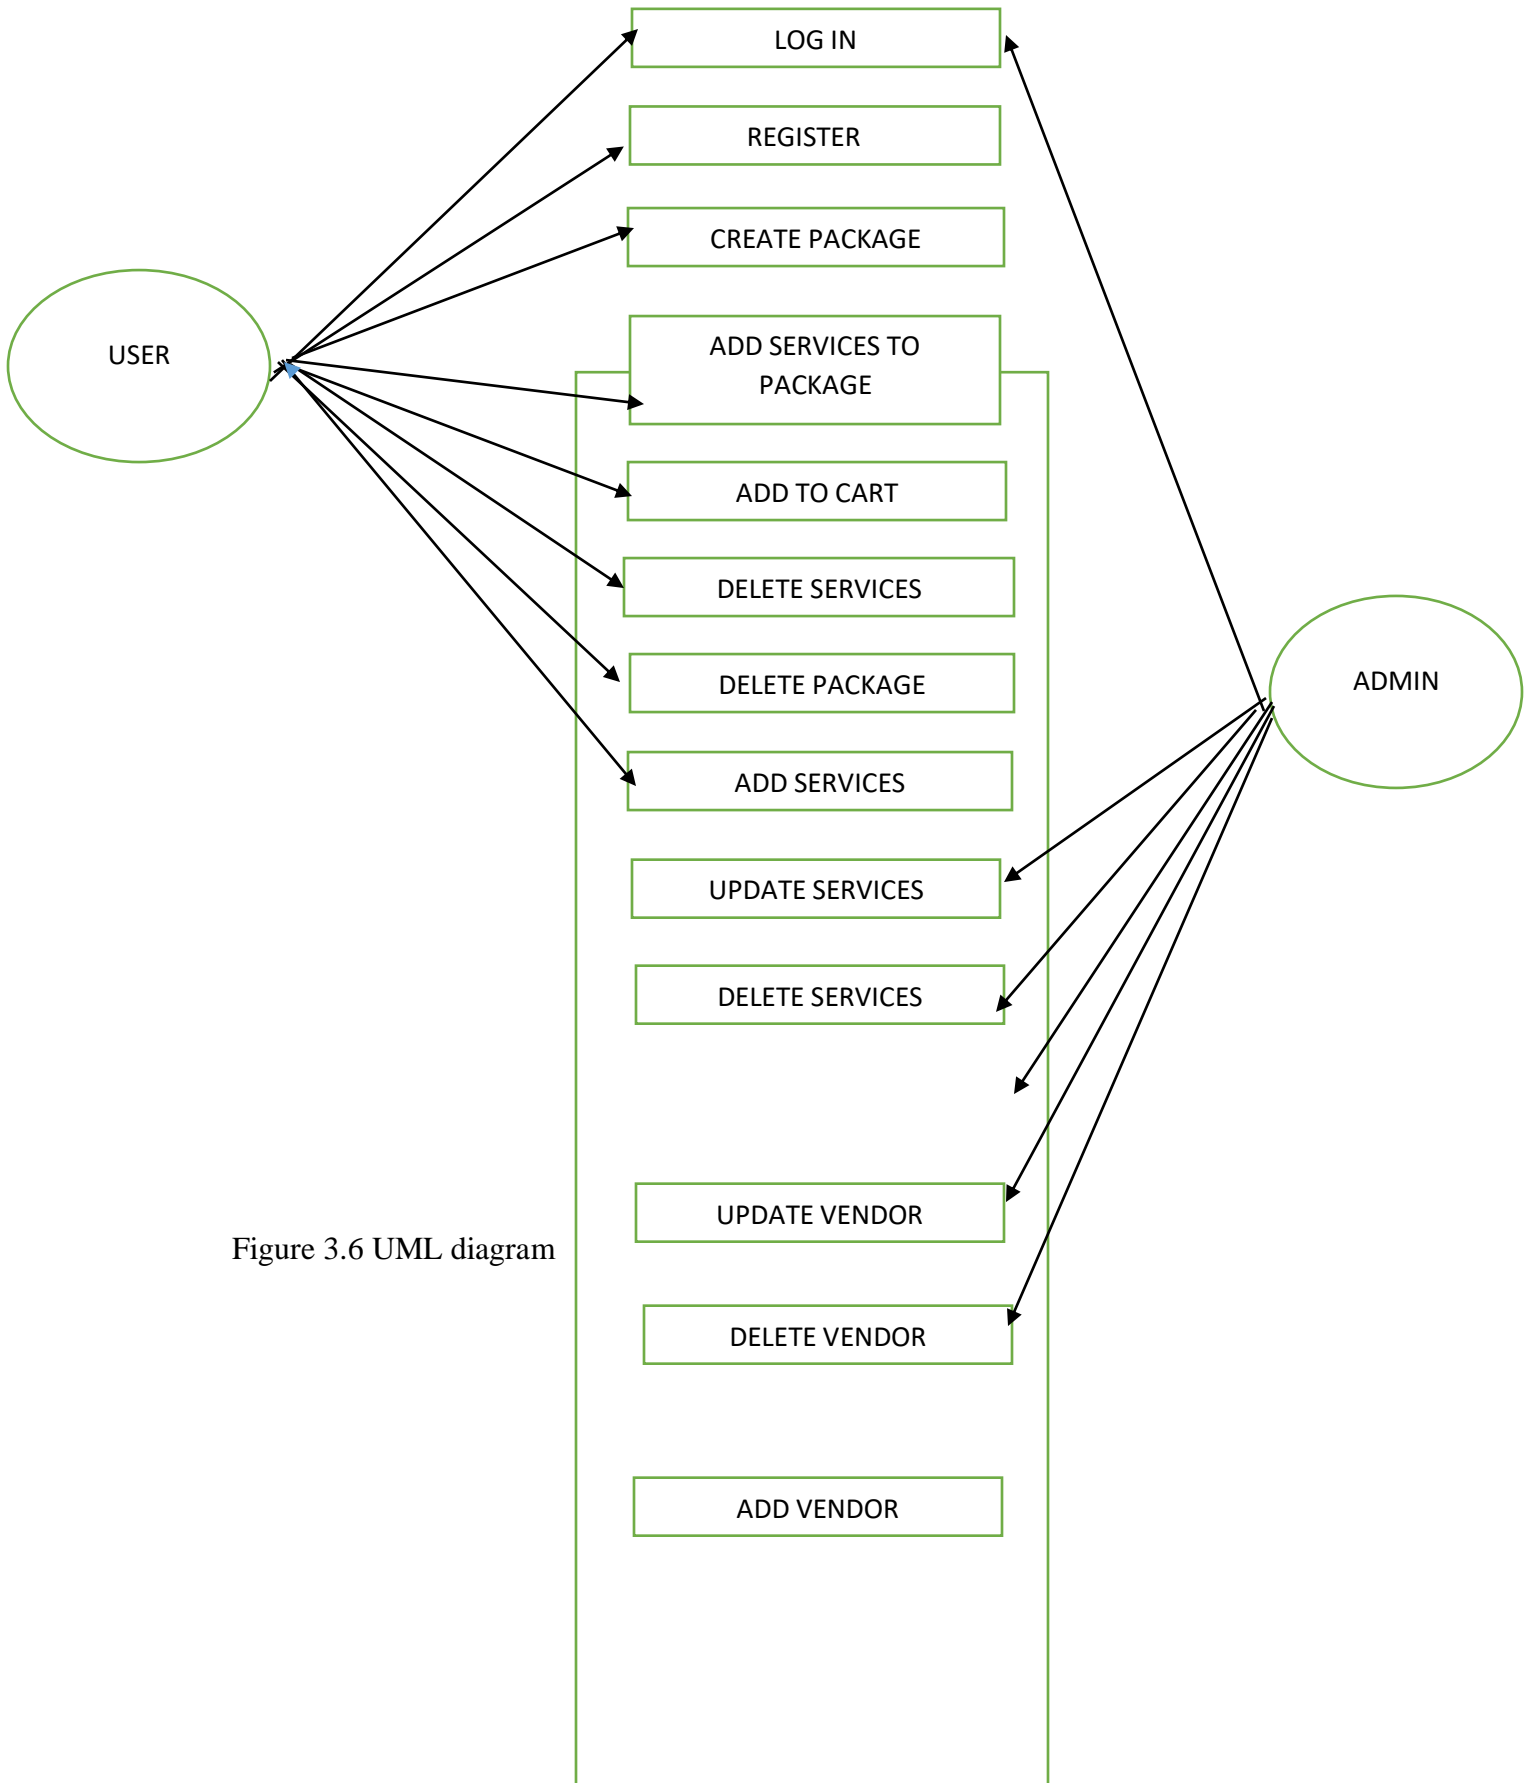 LOG IN
REGISTER
CREATE PACKAGE
USER
ADD SERVICES TO
PACKAGE
ADD TO CART
DELETE SERVICES
DELETE PACKAGE
ADMIN
ADD SERVICES
UPDATE SERVICES
DELETE SERVICES
UPDATE VENDOR
Figure 3.6 UML diagram
DELETE VENDOR
ADD VENDOR